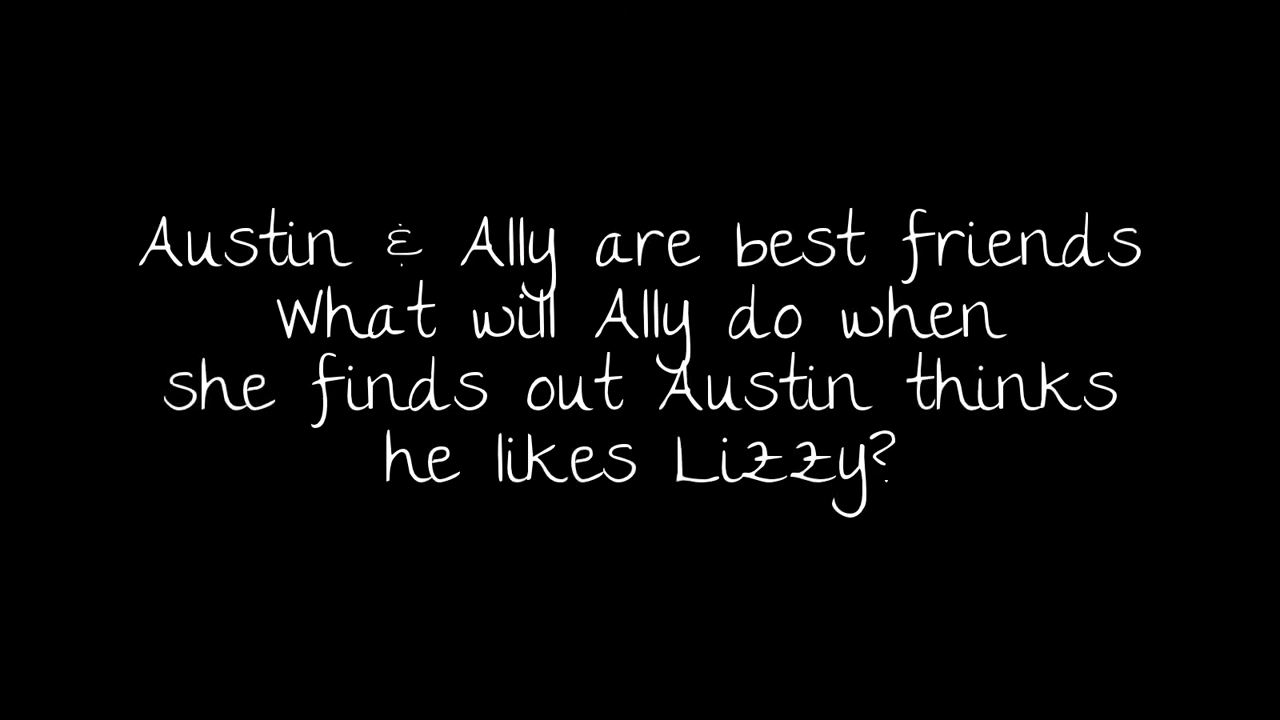 Austin & Ally are best friends
What will Ally do when
she finds out Austin thinks
he likes Lizzy?